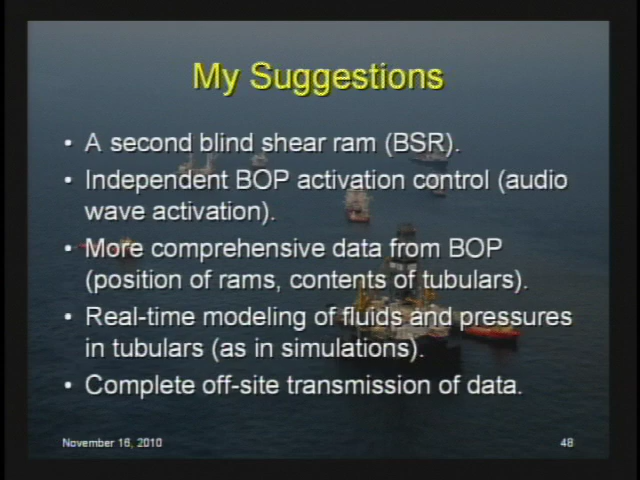 My Suggestions
• A second blind shear ram (BSR).
• Independent BOP activation control (audio
wave activation).
• More comprehensive data from BOP
(position of rams, contents of tubulars).
• Real-time modeling of fluids and pressures
in tubulars (as in simulations).
• Complete off-site transmission of data.
November 16, 2010
48